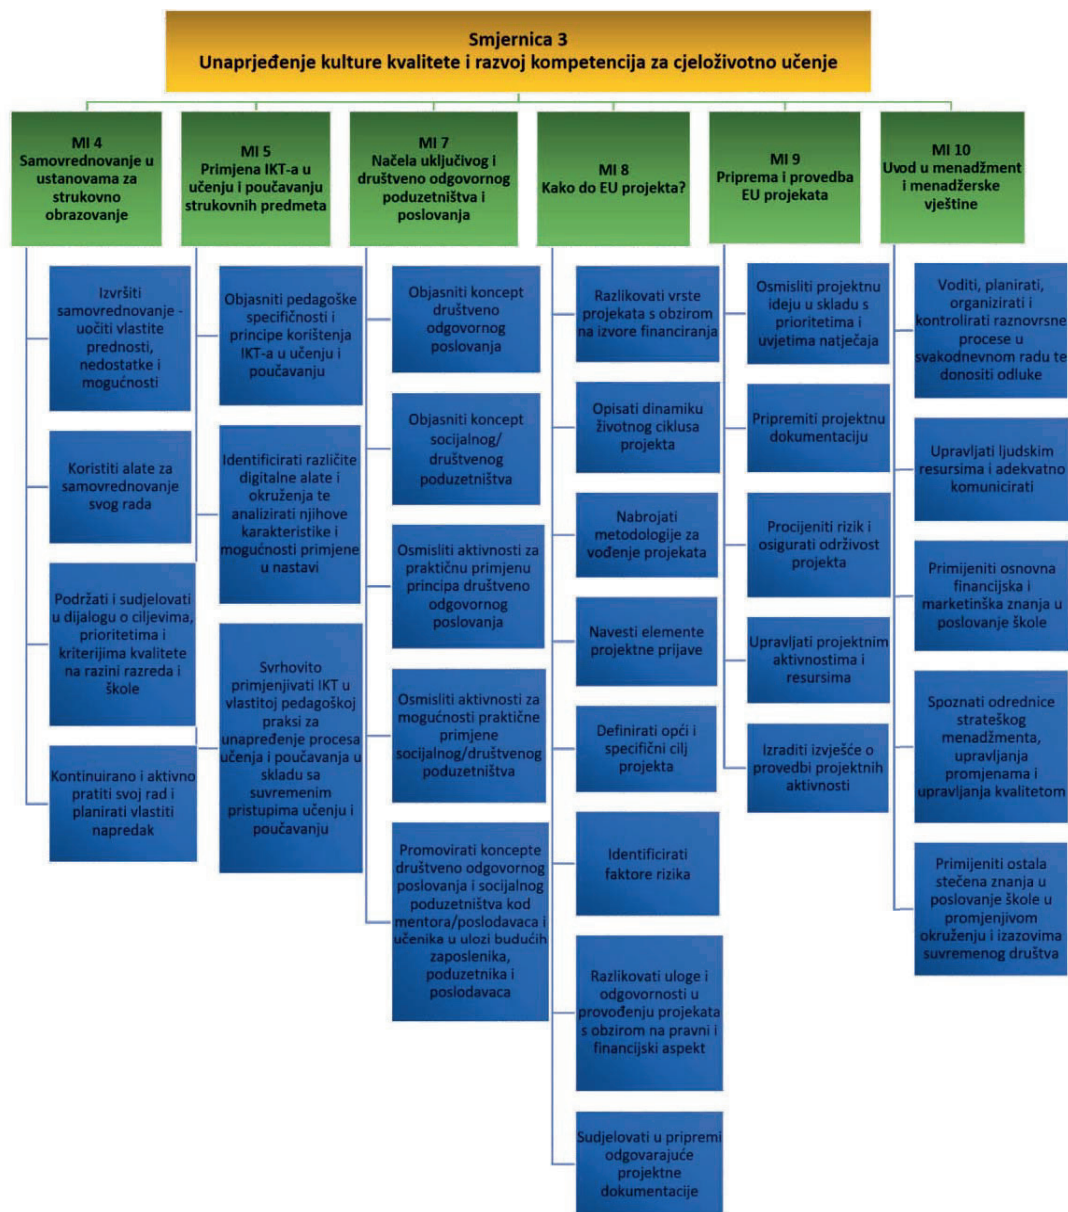 Smjernica 3
Unaprjeđenje kulture kvalitete i razvoj kompetencija za cjeloživotno učenje
MI 4
Samovrednovanje u
ustanovama za
strukovno
obrazovanje
Izvršiti
samovrednovanje -
uočiti vlastite
prednosti,
nedostatke i
mogućnosti
Koristiti alate za
samovrednovanje
svog rada
Podržati i sudjelovati
u dijalogu o ciljevima,
prioritetima i
kriterijima kvalitete
na razini razreda i
škole
Kontinuirano i aktivno
pratiti svoj rad i
planirati vlastiti
napredak
MI 5
Primjena IKT-a u
učenju i poučavanju
strukovnih predmeta
Objasniti pedagoške
specifičnosti i
principe korištenja
IKT-a u učenju i
poučavanju
Identificirati različite
digitalne alate i
okruženja te
analizirati njihove
karakteristike i
mogućnosti primjene
u nastavi
Svrhovito
primjenjivati IKT u
vlastitoj pedagoškoj
praksi za
unapređenje procesa
učenja i poučavanja u
skladu sa
suvremenim
pristupima učenju i
poučavanju
MI 7
Načela uključivog i
društveno odgovornog
poduzetništva i
poslovanja
Objasniti koncept
društveno
odgovornog
poslovanja
Objasniti koncept
socijalnog/
društvenog
poduzetništva
Osmisliti aktivnosti za
praktičnu primjenu
principa društveno
odgovornog
poslovanja
Osmisliti aktivnosti za
mogućnosti praktične
primjene
socijalnog/društvenog
poduzetništva
Promovirati koncepte
društveno odgovornog
poslovanja i socijalnog
poduzetništva kod
mentora/poslodavaca i
učenika u ulozi budućih
zaposlenika,
poduzetnika i
poslodavaca
MI 8
Kako do EU projekta?
Razlikovati vrste
projekata s obzirom
na izvore financiranja
Opisati dinamiku
životnog ciklusa
projekta
Nabrojati
metodologije za
vođenje projekata
Navesti elemente
projektne prijave
Definirati opći i
specifični cilj
projekta
Identificirati
faktore rizika
Razlikovati uloge i
odgovornosti u
provođenju projekata
s obzirom na pravni i
financijski aspekt
Sudjelovati u pripremi
odgovarajuće
projektne
dokumentacije
MI 9
Priprema i provedba
EU projekata
Osmisliti projektnu
ideju u skladu s
prioritetima i
uvjetima natječaja
Pripremiti projektnu
dokumentaciju
Procijeniti rizik i
osigurati održivost
projekta
Upravljati projektnim
aktivnostima i
resursima
Izraditi izvješće o
provedbi projektnih
aktivnosti
MI 10
Uvod u menadžment
i menadžerske
vještine
Voditi, planirati,
organizirati i
kontrolirati raznovrsne
procese u
svakodnevnom radu te
donositi odluke
Upravljati ljudskim
resursima i adekvatno
komunicirati
Primijeniti osnovna
financijska i
marketinška znanja u
poslovanje škole
Spoznati odrednice
strateškog
menadžmenta,
upravljanja
promjenama i
upravljanja kvalitetom
Primijeniti ostala
stečena znanja u
poslovanje škole u
promjenjivom
okruženju i izazovima
suvremenog društva